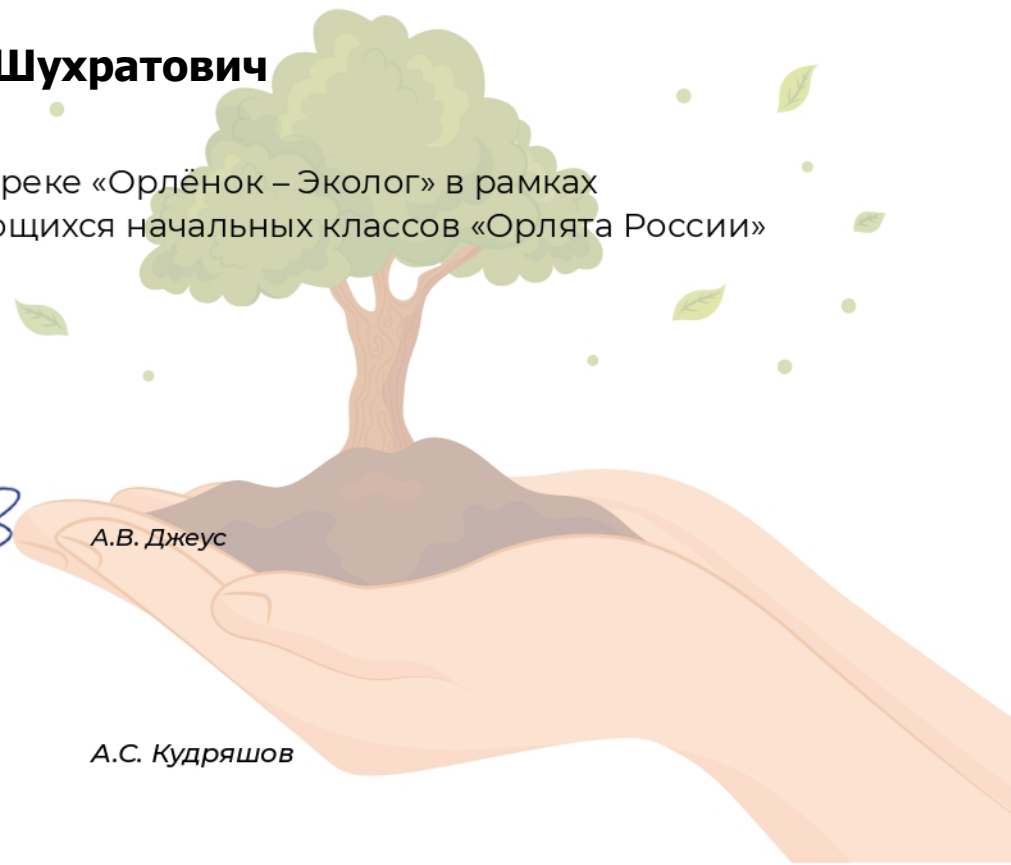 Шухратович
реке «Орлёнок – Эколог» в рамках
ющихся начальных классов «Орлята России»
А.В. Джеус
А.С. Кудряшов